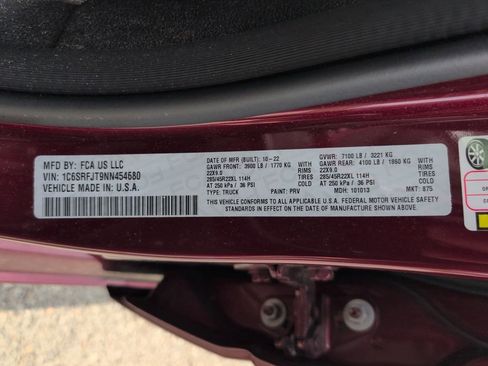 MFD BY: FCA US LLC
VIN: 1C6SRFJT9NN454580
VEHICLE MADE IN: U.S.A.
DATE OF MFR (BUILT): 10-22
GAWR FRONT: 3900 LB / 1770 KG WITH
22X9.0 RIMS
285/45R22XL 114H
AT 250 kPa / 36 PSI COLD
TYPE: TRUCK PAINT: PRV
GVWR: 7100 LB / 3221 KG
GAWR REAR: 4100 LB / 1860 KG WITH
22X9.0 RIMS
285/45R22XL 114H
AT 250 kPa / 36 PSI COLD
MDH: 101013 MKT: 875
THIS VEHICLE CONFORMS TO ALL APPLICABLE U.S.A. FEDERAL MOTOR VEHICLE SAFETY
STANDARDS IN EFFECT ON THE DATE OF MANUFACTURE SHOWN ABOVE.